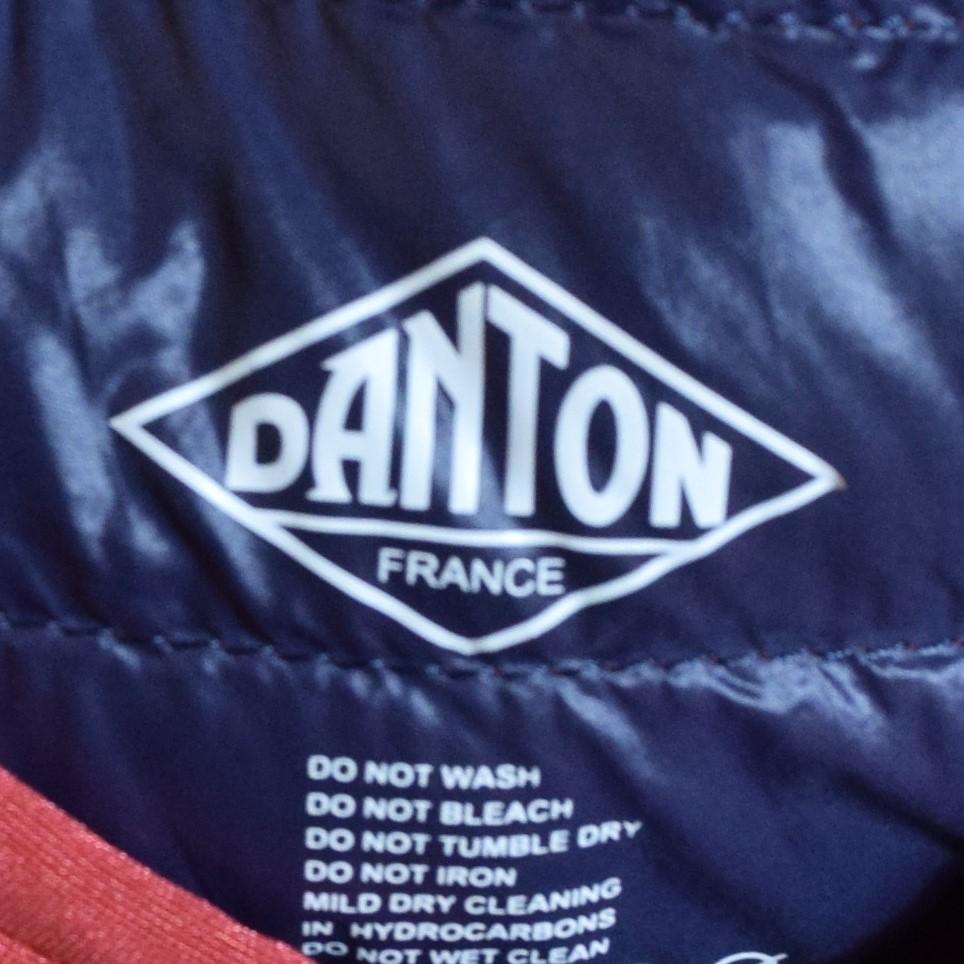 DANTON
FRANCE
DO NOT WASH
DO NOT BLEACH
DO NOT TUMBLE DRY
DO NOT IRON
MILD DRY CLEANING
IN HYDROCARBONS
DO NOT WET CLEAN